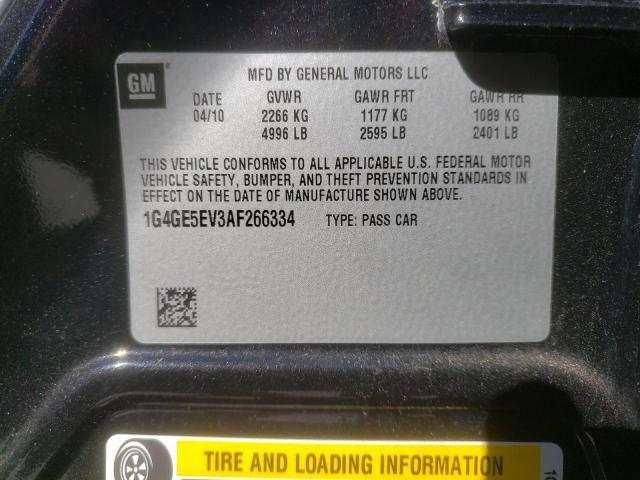 GM
MFD BY GENERAL MOTORS LLC
DATE GVWR GAWR FRT GAWR RR
04/10 2266 KG 1177 KG 1089 KG
4996 LB 2595 LB 2401 LB
THIS VEHICLE CONFORMS TO ALL APPLICABLE U.S. FEDERAL MOTOR
VEHICLE SAFETY, BUMPER, AND THEFT PREVENTION STANDARDS IN
EFFECT ON THE DATE OF MANUFACTURE SHOWN ABOVE.
1G4GE5EV3AF266334 TYPE: PASS CAR
TIRE AND LOADING INFORMATION